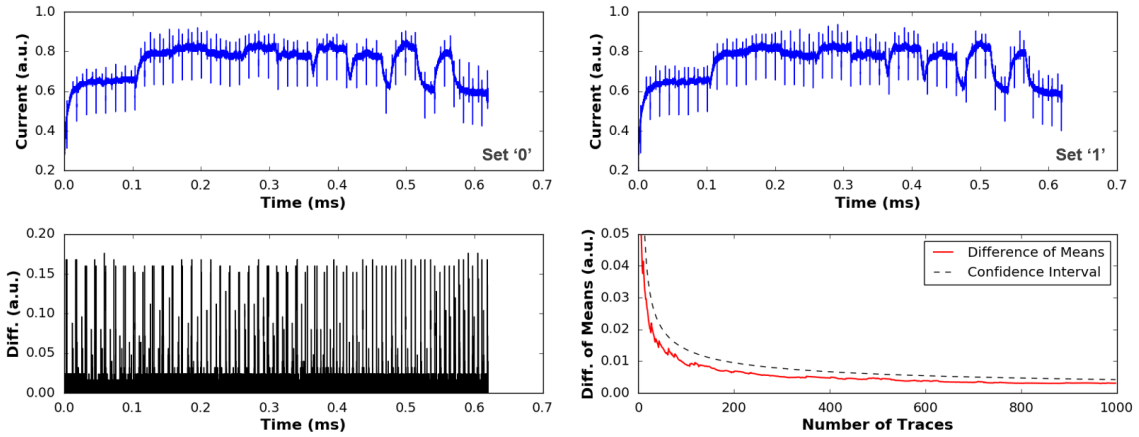 1.0
0.8
0.6
0.4
0.2
Current (a.u.)
Set ‘0’
0.0 0.1 0.2 0.3 0.4 0.5 0.6 0.7
Time (ms)
1.0
0.8
0.6
0.4
0.2
Current (a.u.)
Set ‘1’
0.0 0.1 0.2 0.3 0.4 0.5 0.6 0.7
Time (ms)
0.20
0.15
0.10
0.05
0.00
Diff. (a.u.)
0.0 0.1 0.2 0.3 0.4 0.5 0.6 0.7
Time (ms)
0.05
0.04
0.03
0.02
0.01
0.00
Diff. of Means (a.u.)
Difference of Means
Confidence Interval
0 200 400 600 800 1000
Number of Traces